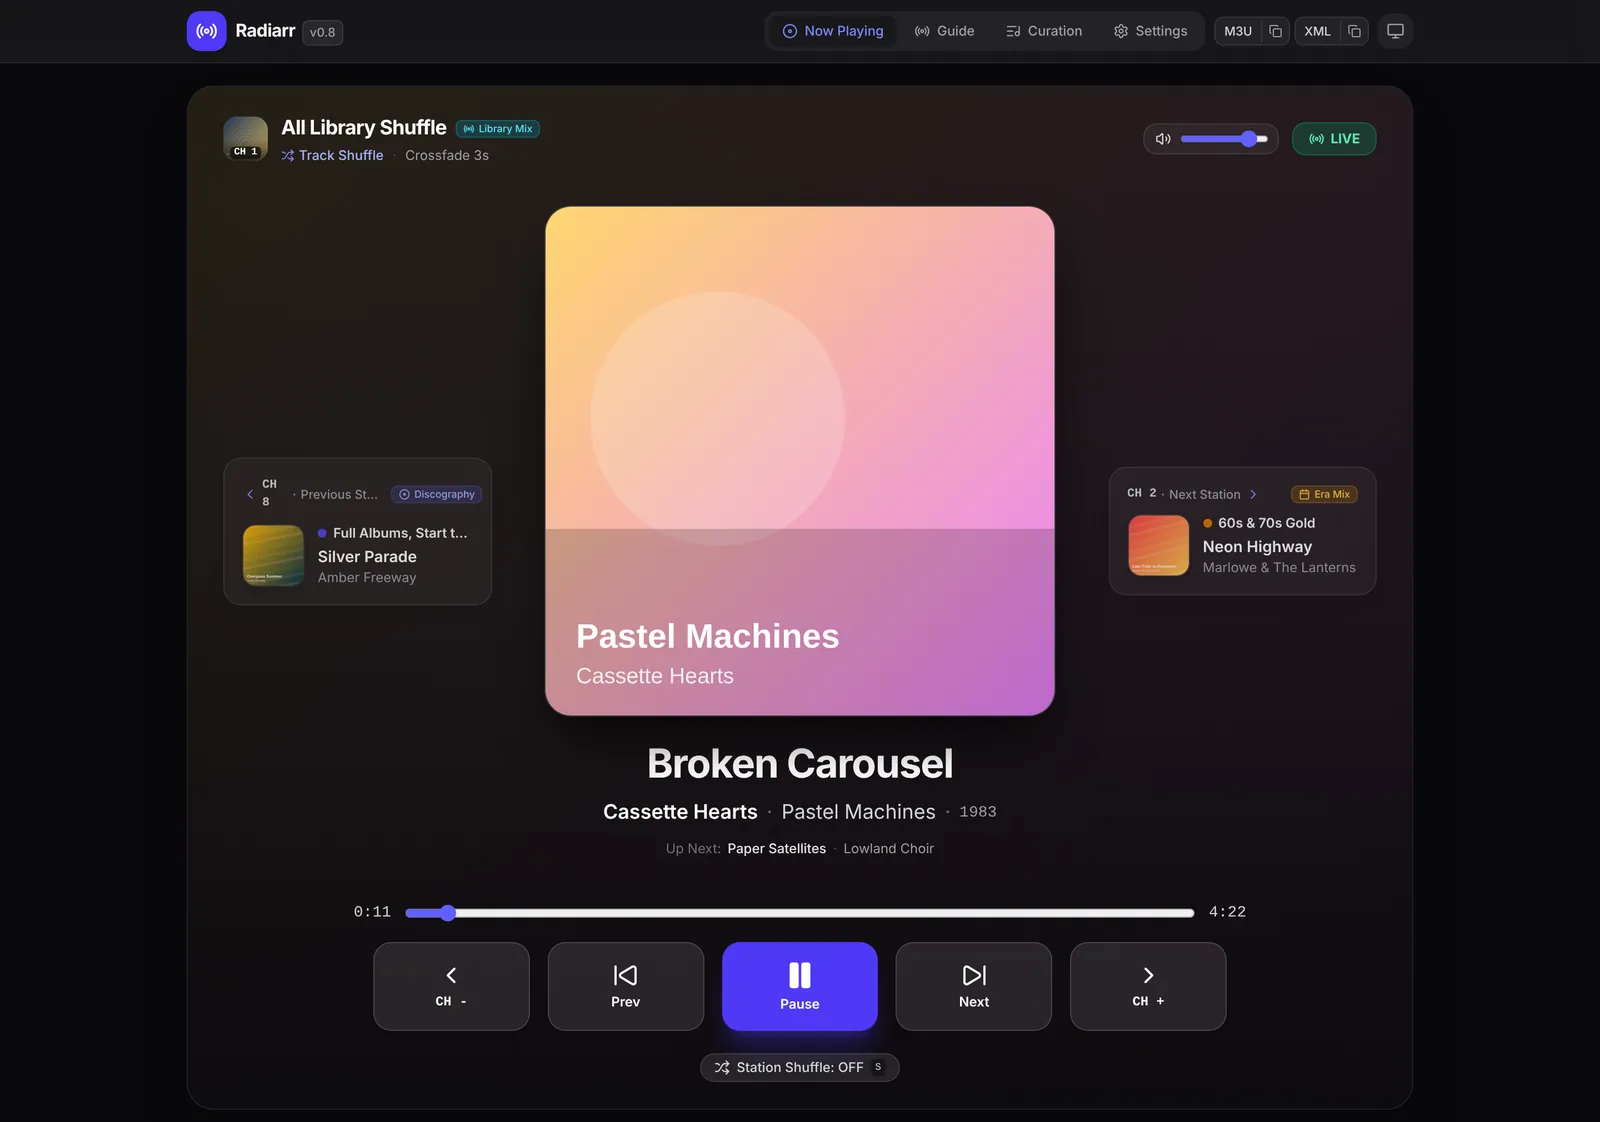 Radiarr v0.8
Now Playing Guide Curation Settings M3U XML
All Library Shuffle Library Mix
CH 1
Track Shuffle · Crossfade 3s
LIVE
CH 8 · Previous St... Discography
Full Albums, Start t...
Silver Parade
Amber Freeway
Pastel Machines
Cassette Hearts
CH 2 · Next Station Era Mix
60s & 70s Gold
Neon Highway
Marlowe & The Lanterns
Broken Carousel
Cassette Hearts · Pastel Machines · 1983
Up Next: Paper Satellites · Lowland Choir
0:11 4:22
CH - Prev Pause Next CH +
Station Shuffle: OFF S